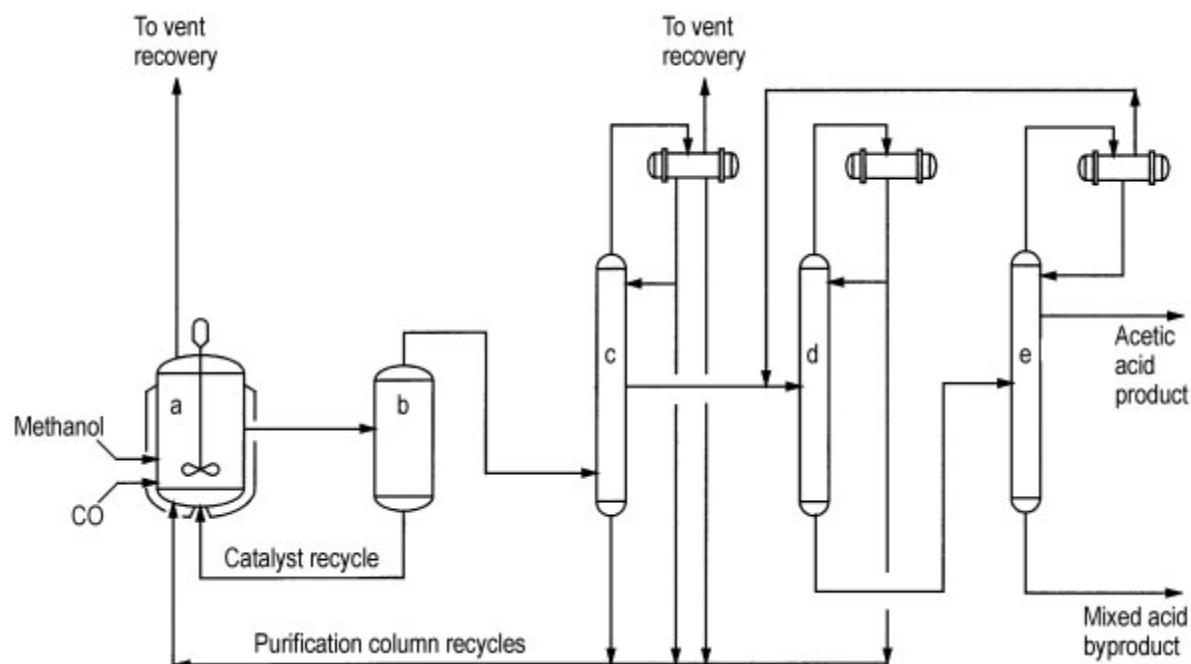 To vent
recovery
To vent
recovery
c
d
e
a
b
Acetic
acid
product
Methanol
CO
Catalyst recycle
Purification column recycles
Mixed acid
byproduct